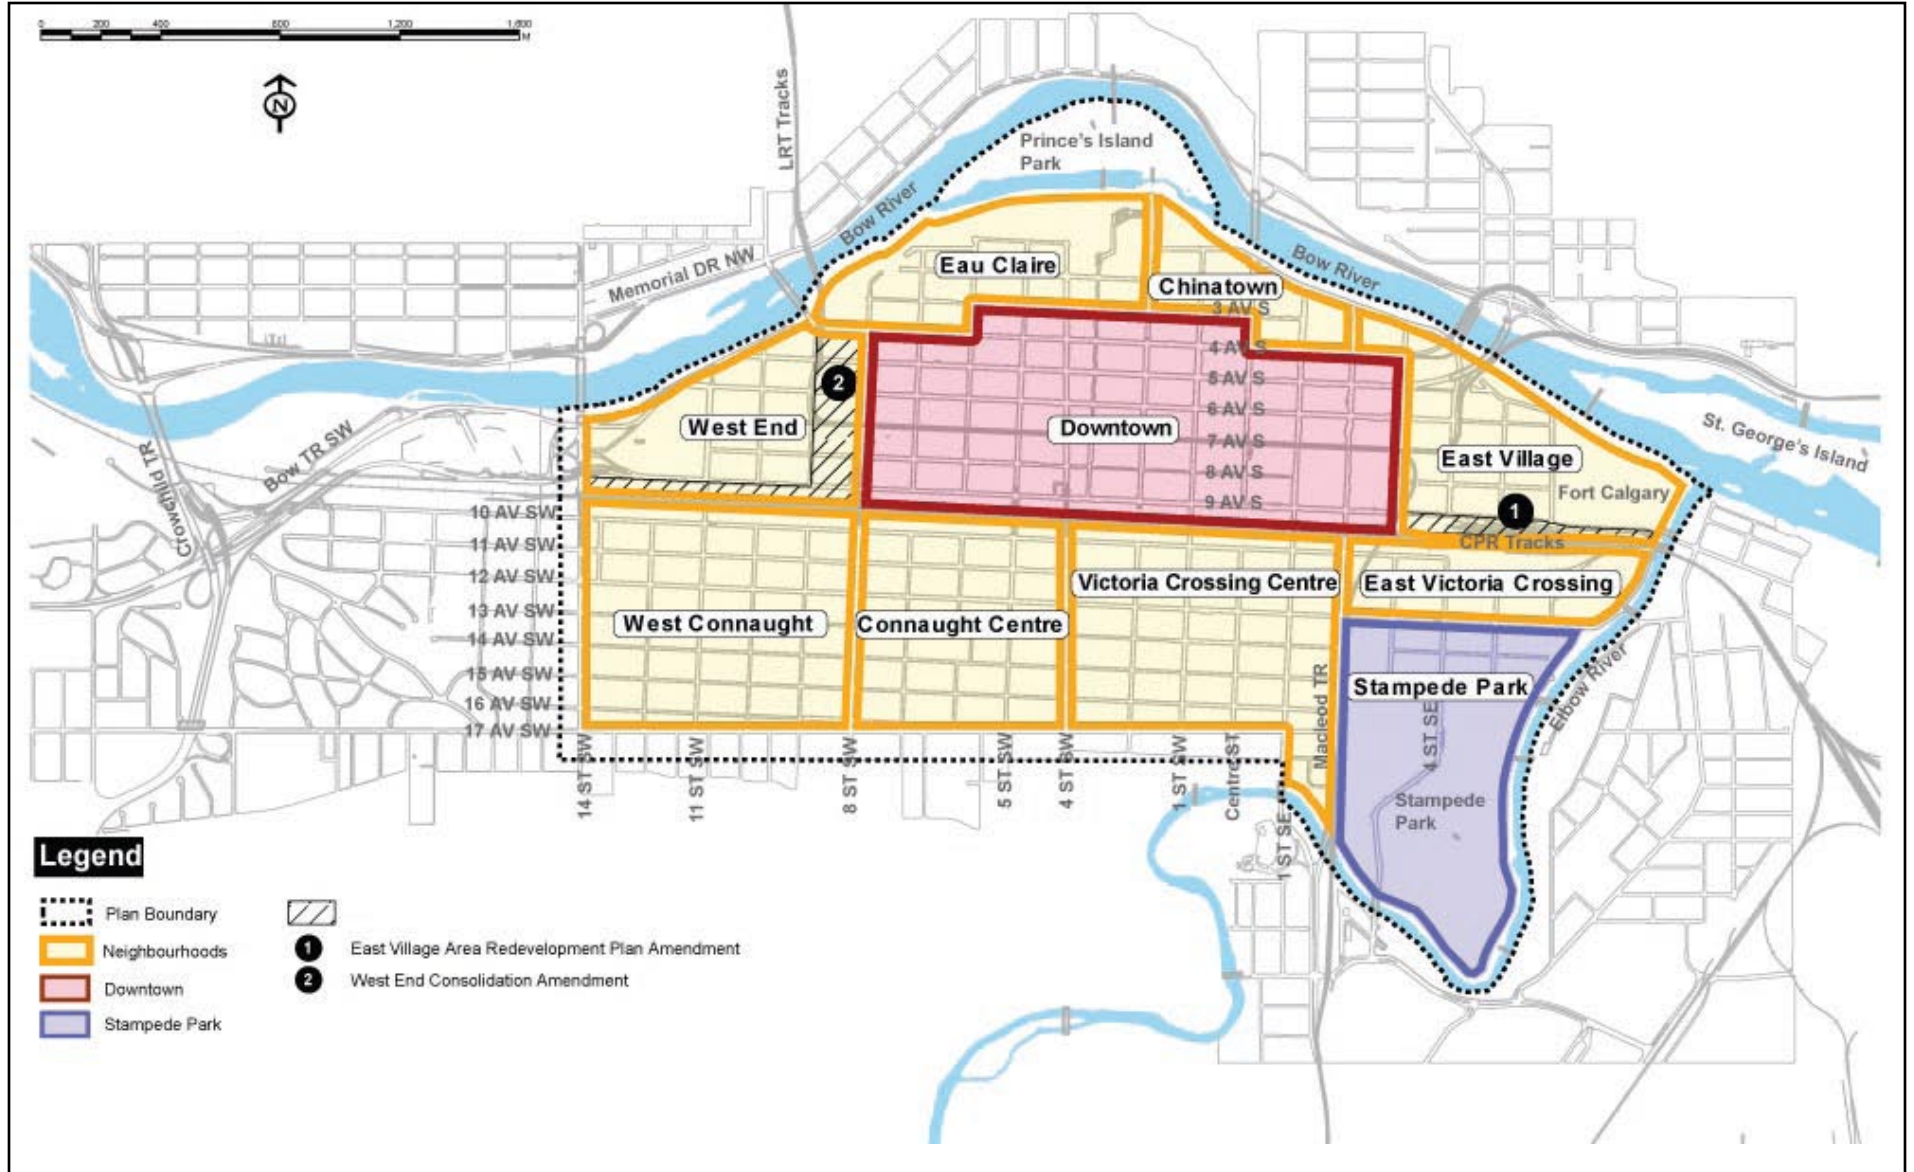 0 200 400 800 1,200 1,600
M
N
LRT Tracks
Prince's Island
Park
Bow River
Memorial DR NW
Eau Claire
Chinatown
Bow River
3 AV S
4 AV S
5 AV S
6 AV S
7 AV S
8 AV S
9 AV S
2
West End
Downtown
East Village
St. George's Island
Fort Calgary
1
CPR Tracks
Crowchild TR
Bow TR SW
10 AV SW
11 AV SW
12 AV SW
13 AV SW
14 AV SW
15 AV SW
16 AV SW
17 AV SW
West Connaught
Connaught Centre
Victoria Crossing Centre
East Victoria Crossing
Stampede Park
Macleod TR
4 ST SE
Elbow River
Stampede
Park
14 ST SW
11 ST SW
8 ST SW
5 ST SW
4 ST SW
1 ST SW
Centre ST
1 ST SE
Legend
Plan Boundary
Neighbourhoods
Downtown
Stampede Park
1 East Village Area Redevelopment Plan Amendment
2 West End Consolidation Amendment